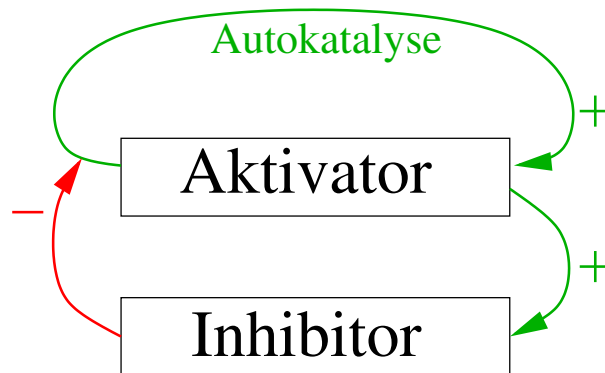 Autokatalyse
+
Aktivator
−
+
Inhibitor